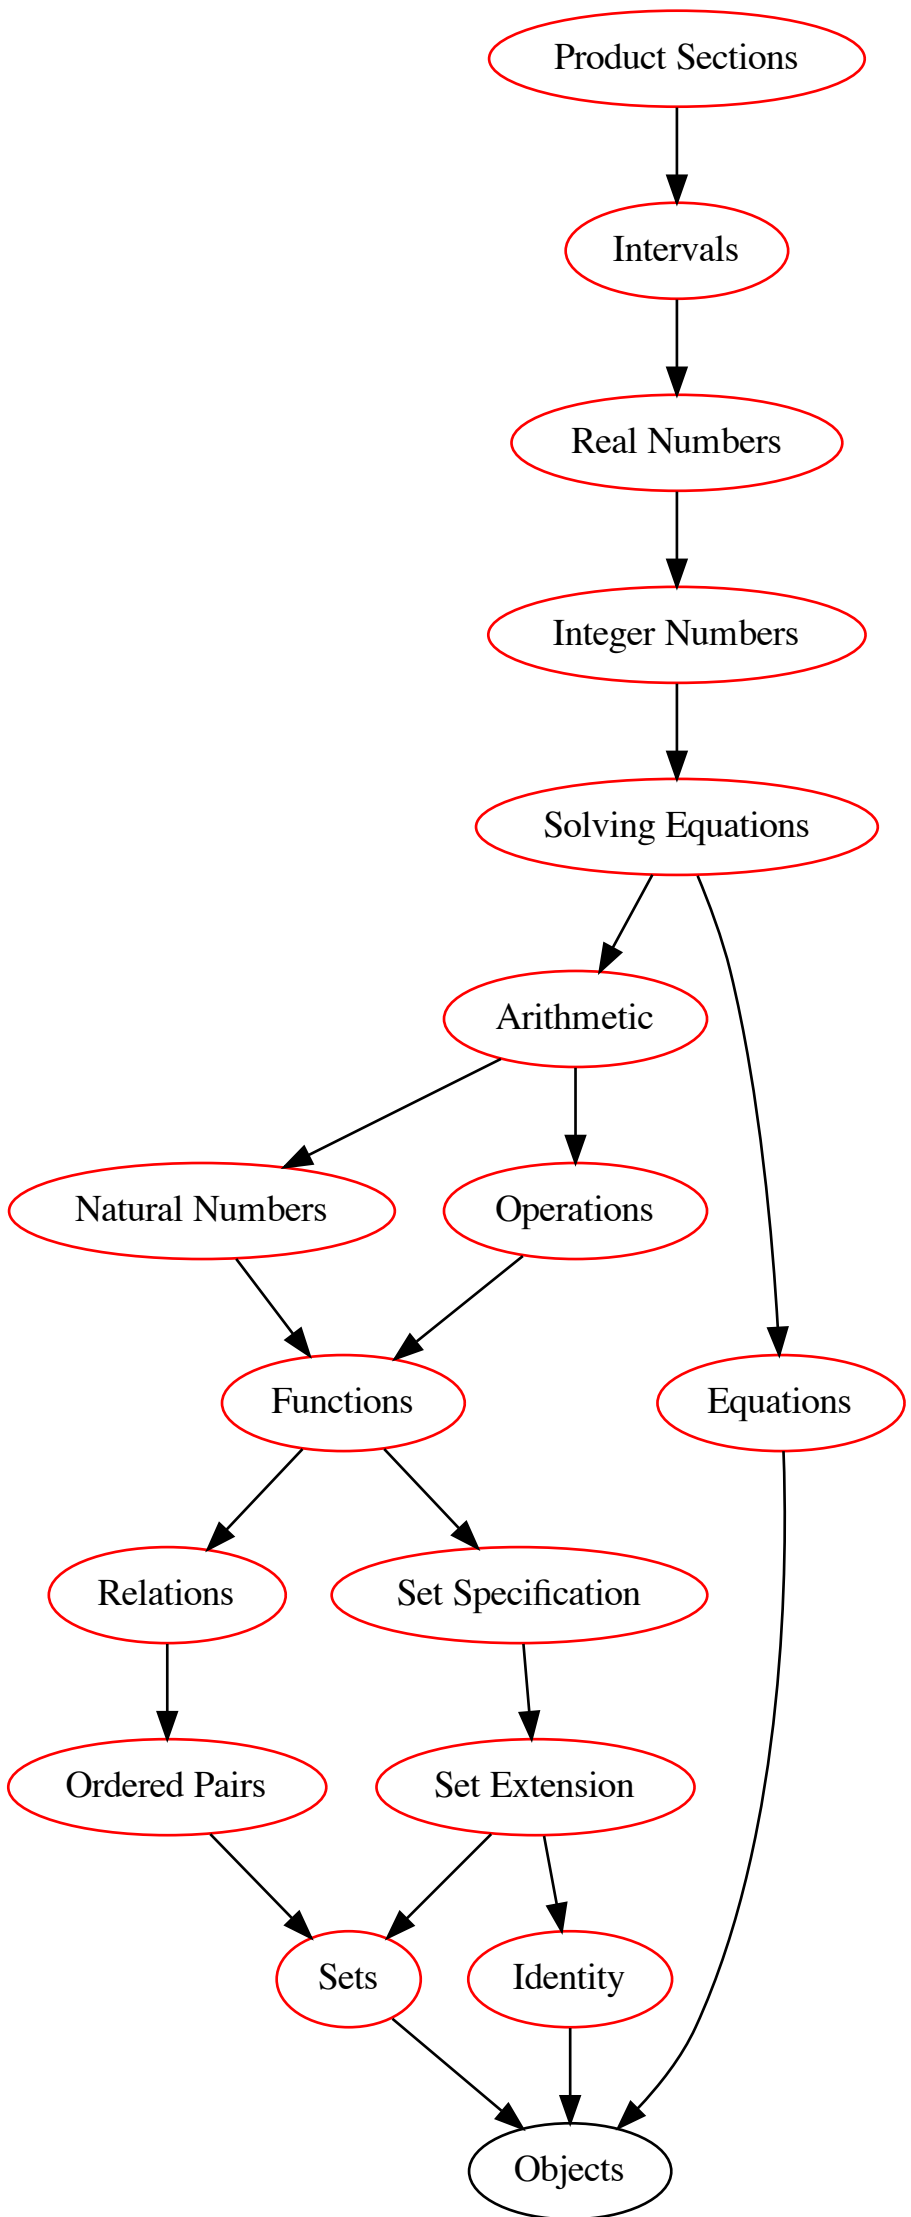 Product Sections
Intervals
Real Numbers
Integer Numbers
Solving Equations
Arithmetic
Natural Numbers
Operations
Functions
Equations
Relations
Set Specification
Ordered Pairs
Set Extension
Sets
Identity
Objects